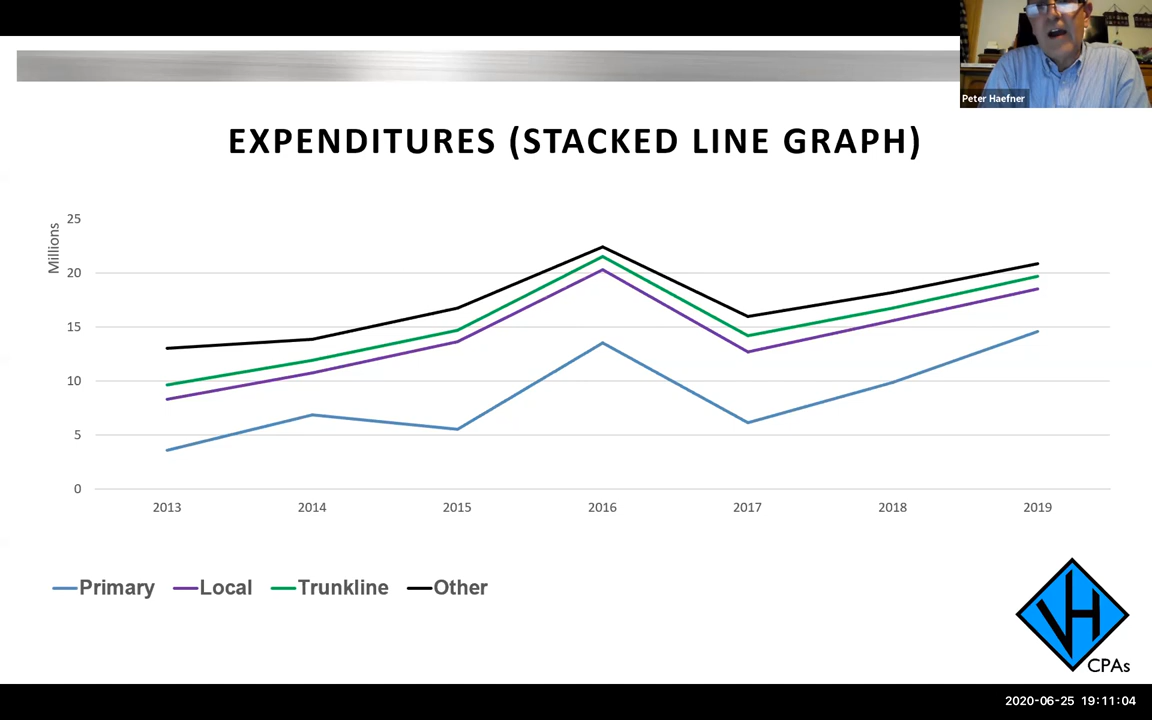 Peter Haefner
EXPENDITURES (STACKED LINE GRAPH)
Millions
25
20
15
10
5
0
2013 2014 2015 2016 2017 2018 2019
Primary Local Trunkline Other
VH
CPAs
2020-06-25 19:11:04